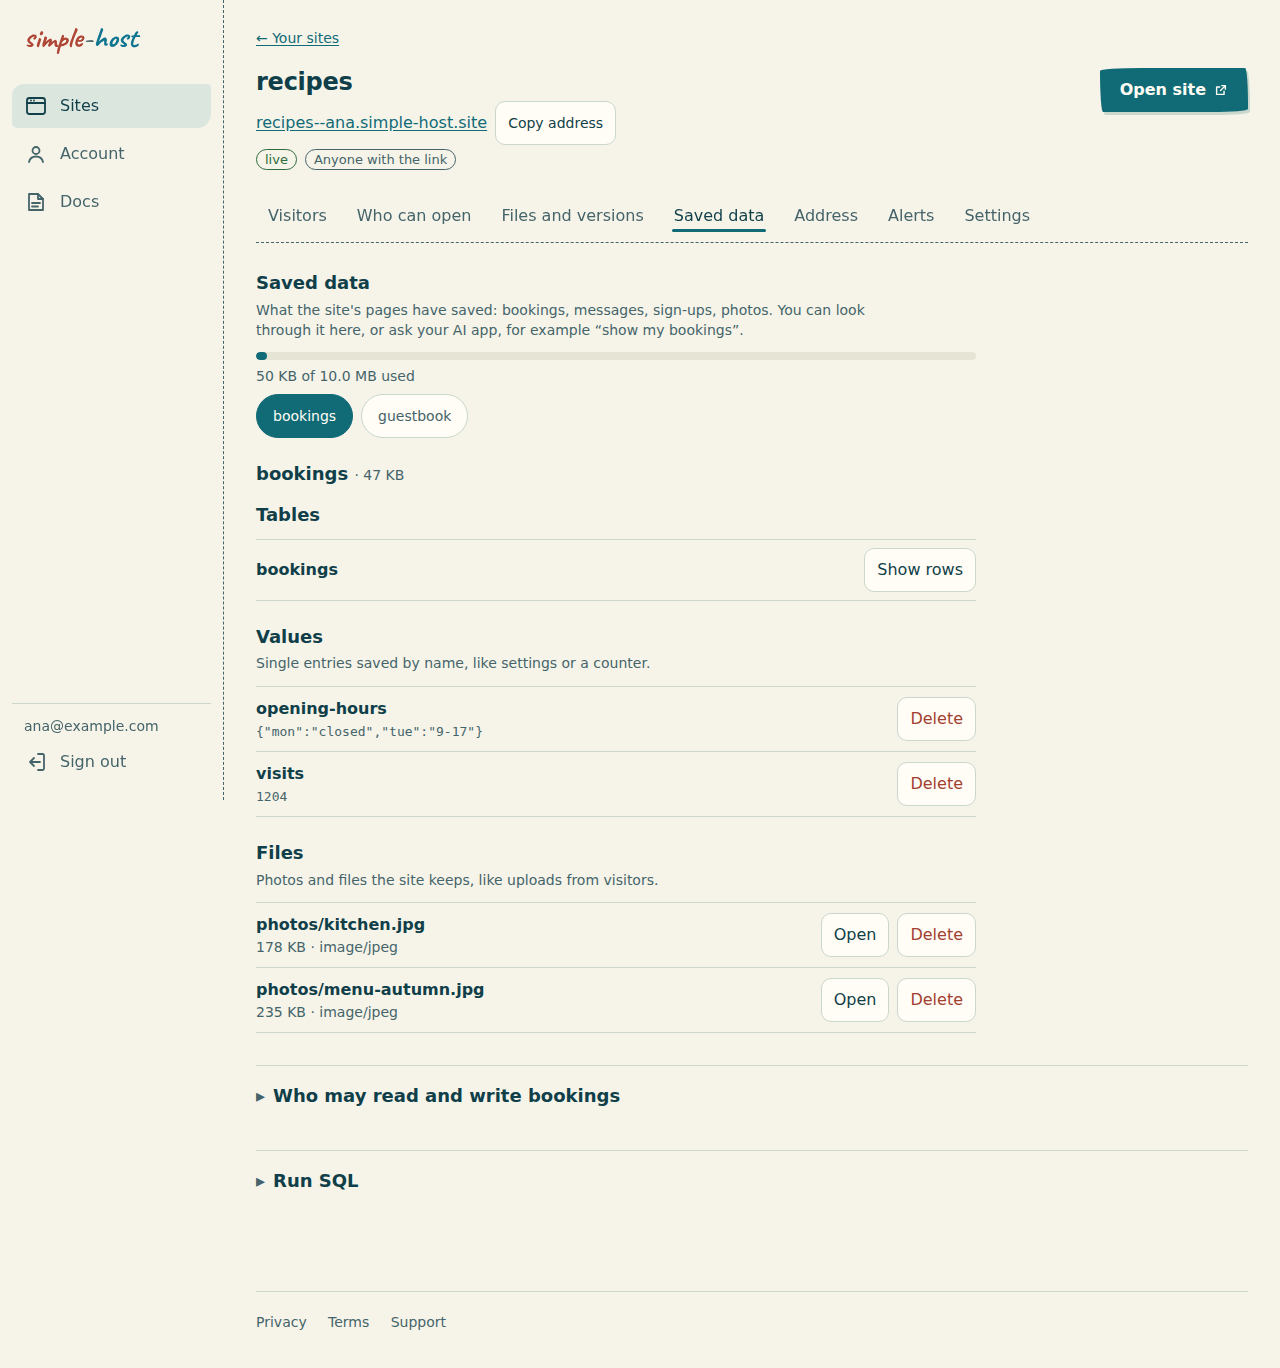 simple-host
Sites
Account
Docs
ana@example.com
Sign out
← Your sites
recipes
Open site
recipes--ana.simple-host.site Copy address
live Anyone with the link
Visitors Who can open Files and versions Saved data Address Alerts Settings
Saved data
What the site's pages have saved: bookings, messages, sign-ups, photos. You can look
through it here, or ask your AI app, for example “show my bookings”.
50 KB of 10.0 MB used
bookings guestbook
bookings · 47 KB
Tables
bookings Show rows
Values
Single entries saved by name, like settings or a counter.
opening-hours
{"mon":"closed","tue":"9-17"}
Delete
visits
1204
Delete
Files
Photos and files the site keeps, like uploads from visitors.
photos/kitchen.jpg
178 KB · image/jpeg
Open Delete
photos/menu-autumn.jpg
235 KB · image/jpeg
Open Delete
▶ Who may read and write bookings
▶ Run SQL
Privacy Terms Support